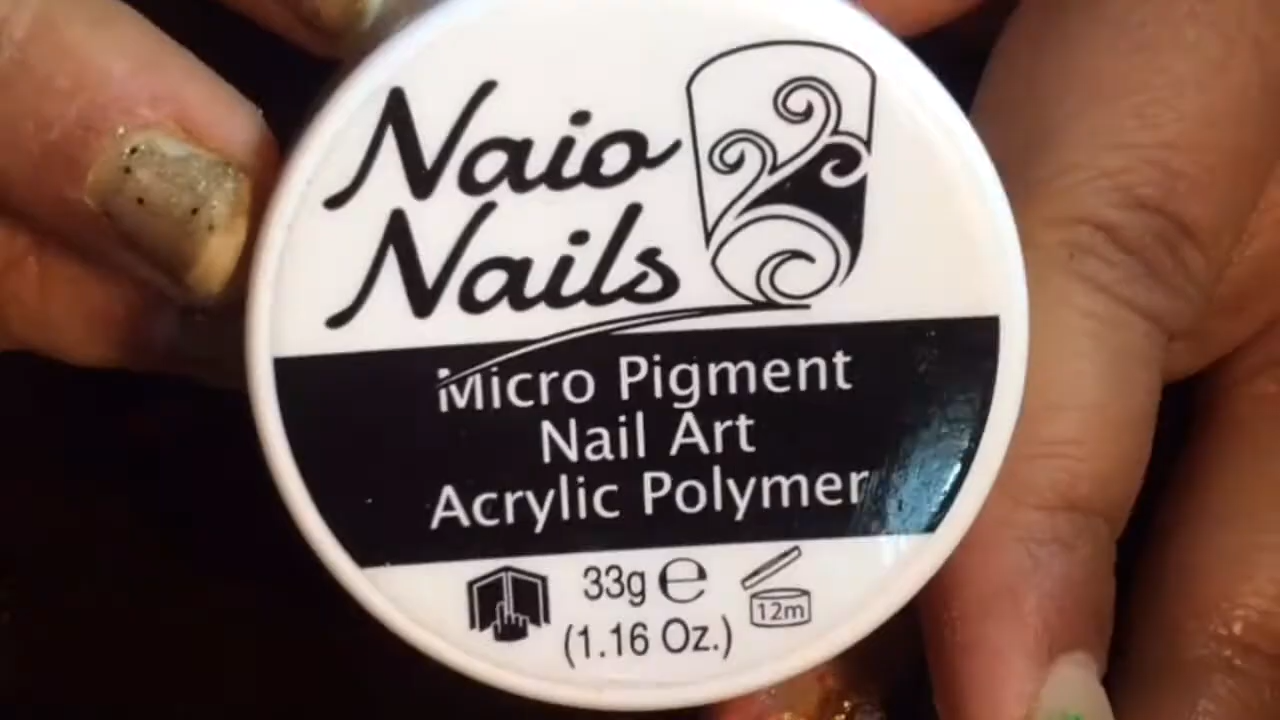 Naio
Nails
Micro Pigment
Nail Art
Acrylic Polymer
33g e
(1.16 Oz.)
12m